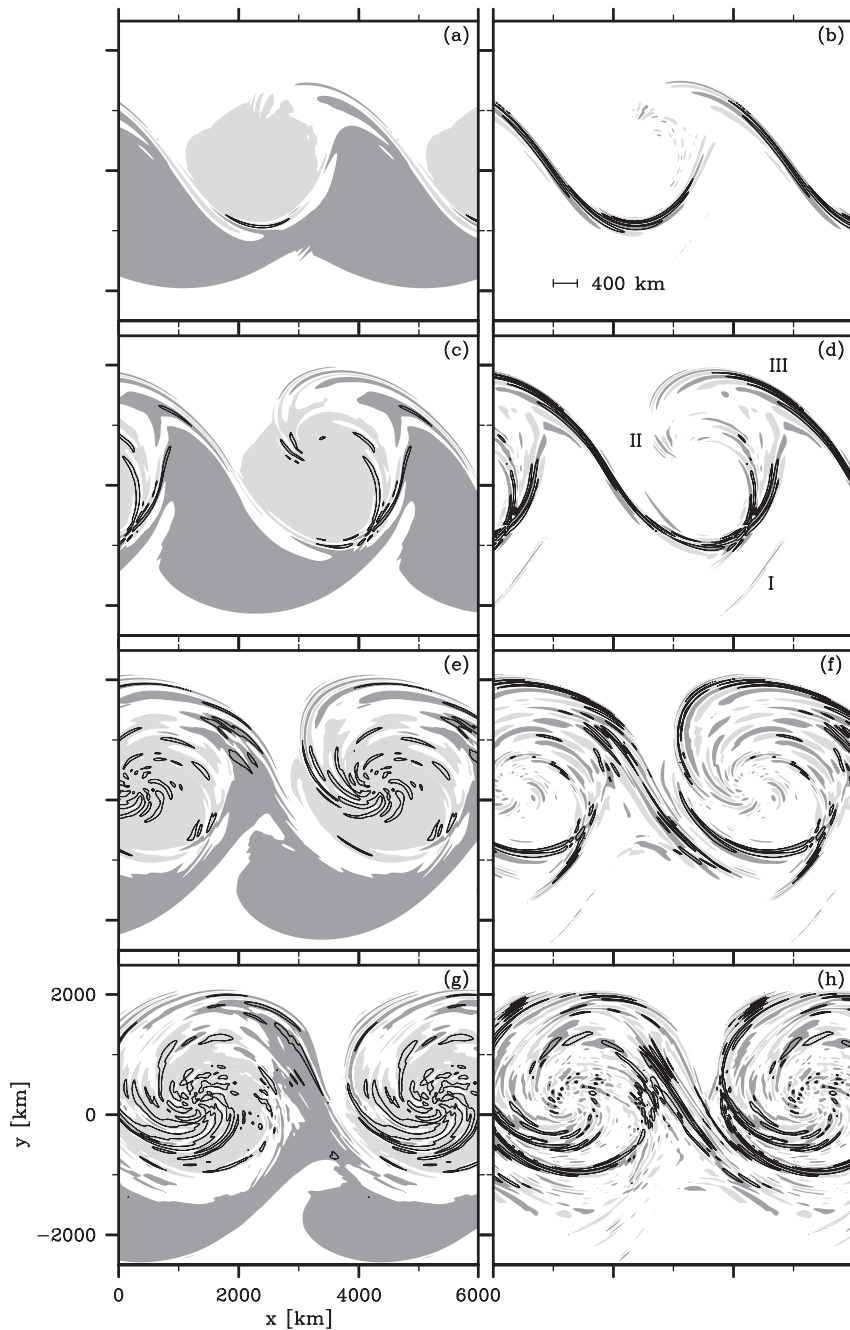 (a)
(b)
400 km
(c)
(d)
III
II
I
(e)
(f)
(g)
(h)
2000
0
−2000
y [km]
0
2000
4000
6000
x [km]